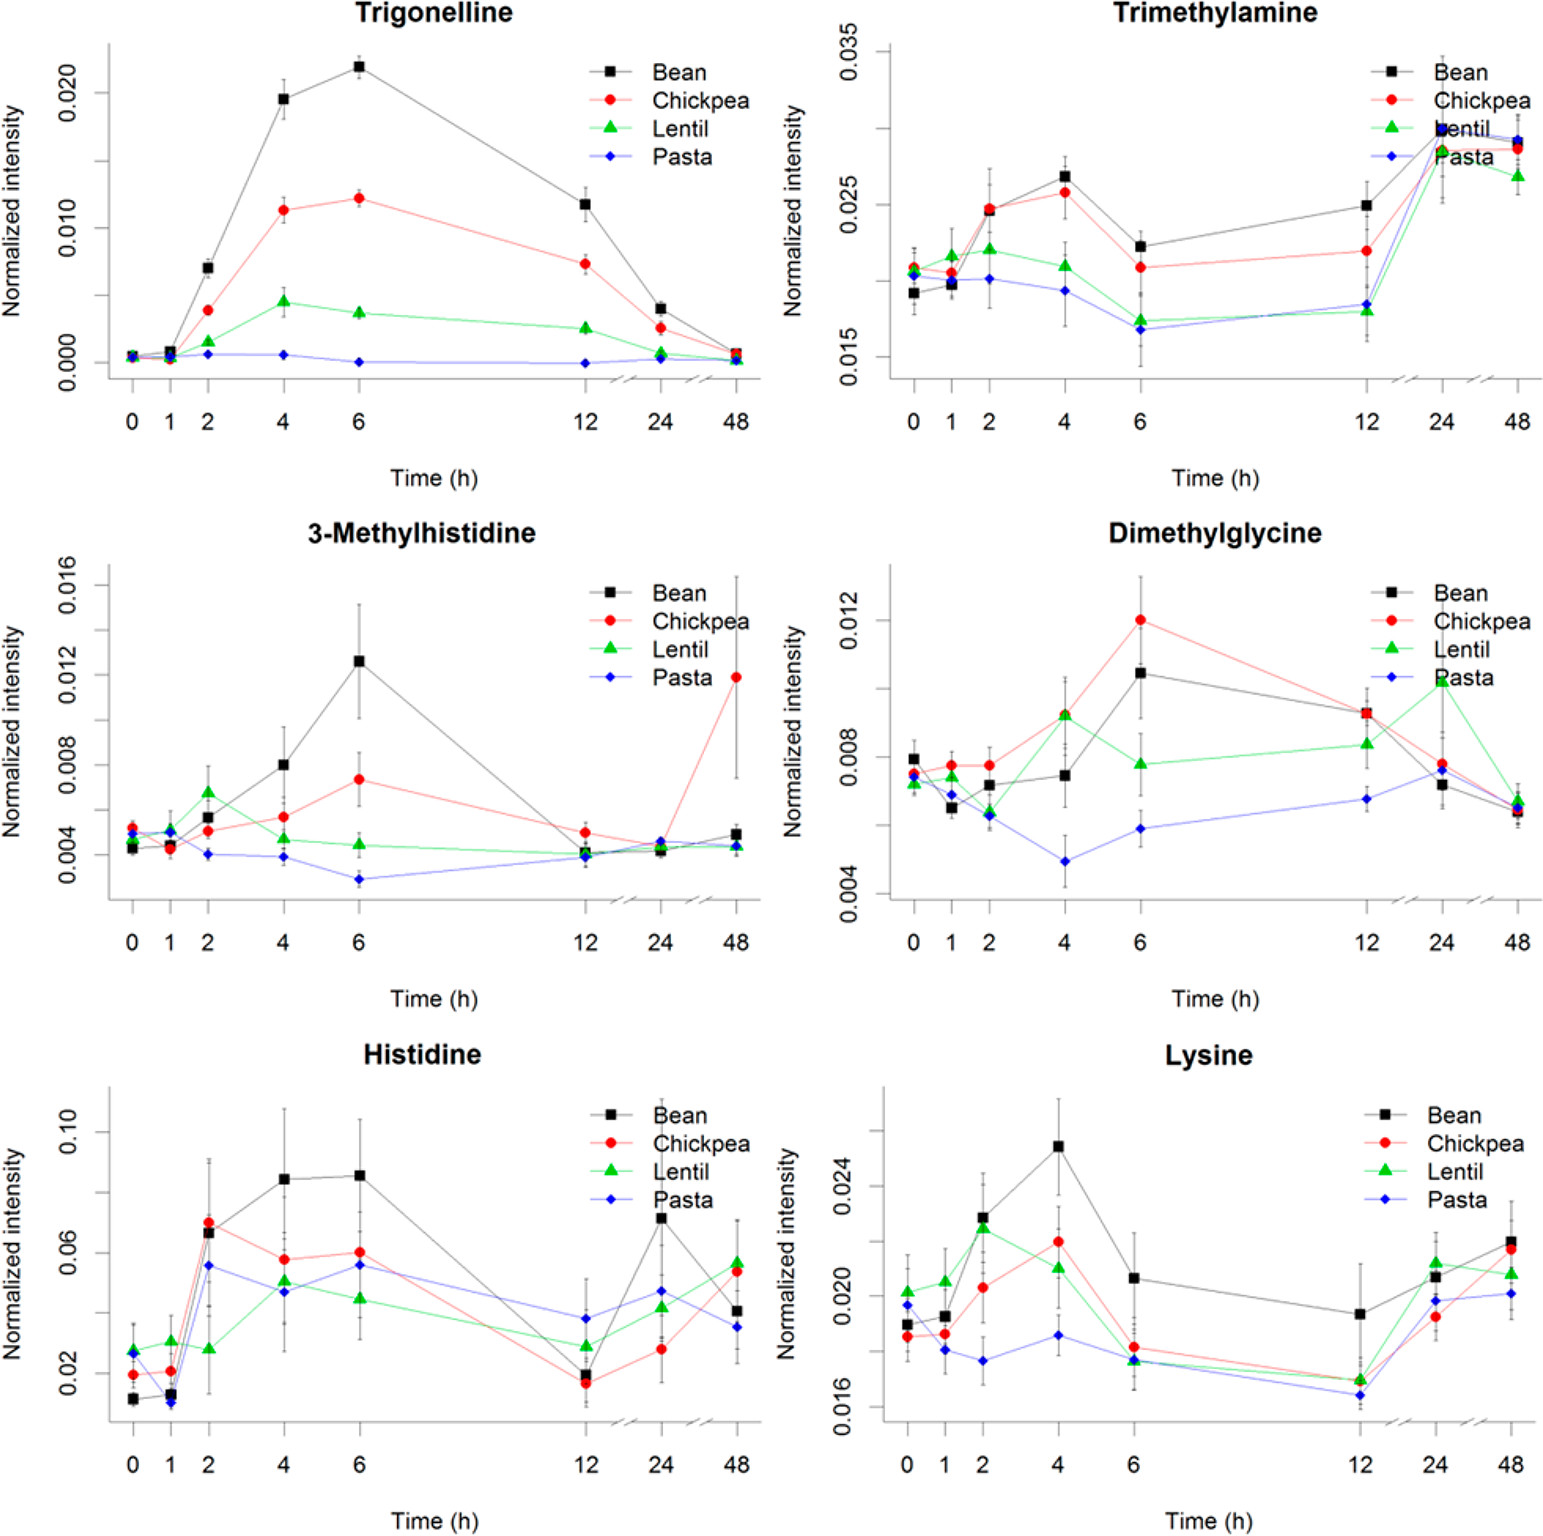 Trigonelline
Normalized intensity
0.000 0.010 0.020
Bean
Chickpea
Lentil
Pasta
0 1 2 4 6 12 24 48
Time (h)
Trimethylamine
Normalized intensity
0.015 0.025 0.035
Bean
Chickpea
Lentil
Pasta
0 1 2 4 6 12 24 48
Time (h)
3-Methylhistidine
Normalized intensity
0.004 0.008 0.012 0.016
Bean
Chickpea
Lentil
Pasta
0 1 2 4 6 12 24 48
Time (h)
Dimethylglycine
Normalized intensity
0.004 0.008 0.012
Bean
Chickpea
Lentil
Pasta
0 1 2 4 6 12 24 48
Time (h)
Histidine
Normalized intensity
0.02 0.06 0.10
Bean
Chickpea
Lentil
Pasta
0 1 2 4 6 12 24 48
Time (h)
Lysine
Normalized intensity
0.016 0.020 0.024
Bean
Chickpea
Lentil
Pasta
0 1 2 4 6 12 24 48
Time (h)